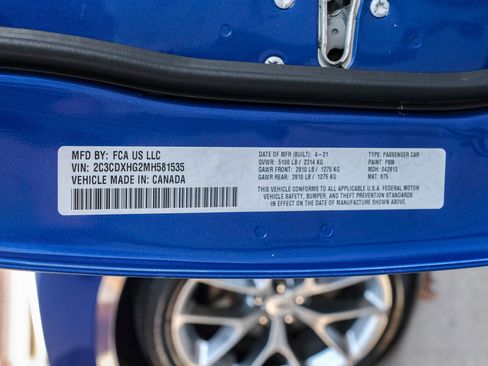 MFD BY: FCA US LLC
VIN: 2C3CDXHG2MH581535
VEHICLE MADE IN: CANADA
DATE OF MFR (BUILT): 4-21
GVWR: 5100 LB / 2314 KG
GAWR FRONT: 2810 LB / 1275 KG
GAWR REAR: 2810 LB / 1275 KG
TYPE: PASSENGER CAR
PAINT: PBM
MDH: 042913
MKT: 875
THIS VEHICLE CONFORMS TO ALL APPLICABLE U.S.A. FEDERAL MOTOR
VEHICLE SAFETY, BUMPER, AND THEFT PREVENTION STANDARDS
IN EFFECT ON THE DATE OF MANUFACTURE SHOWN ABOVE.